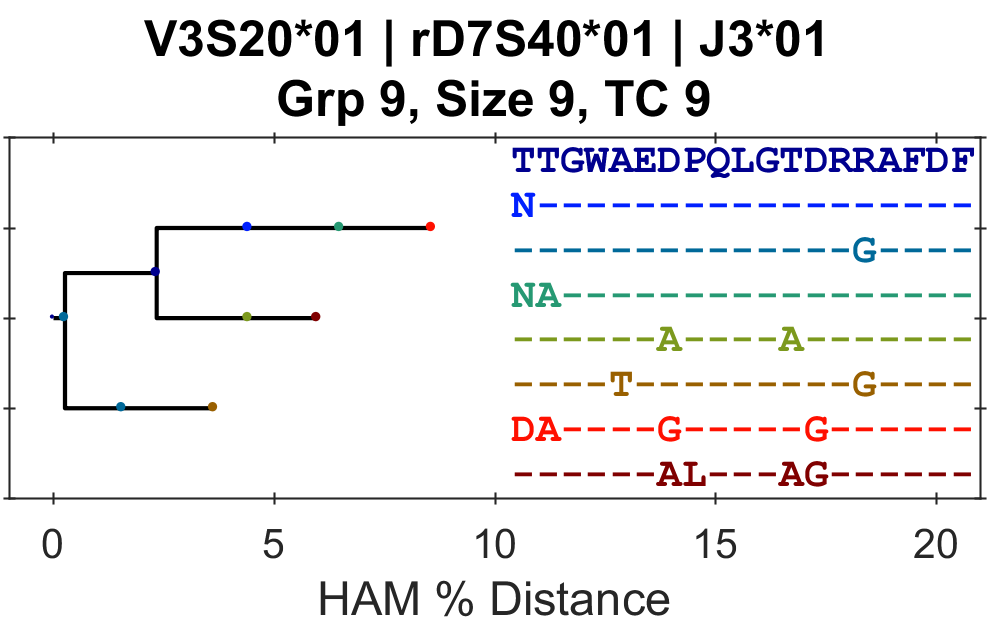 V3S20*01 | rD7S40*01 | J3*01
Grp 9, Size 9, TC 9
TTGWAEDPQLGTDRRAFDF
N------------------
--------------G----
NA-----------------
------A----A-------
----T---------G----
DA----G-----G------
------AL---AG------
0 5 10 15 20
HAM % Distance